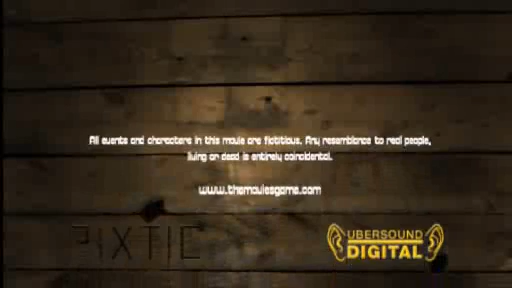 All events and characters in this movie are fictitious. Any resemblance to real people,
living or dead is entirely coincidental.
www.themoviesgame.com
PIXTIC
UBERSOUND
DIGITAL